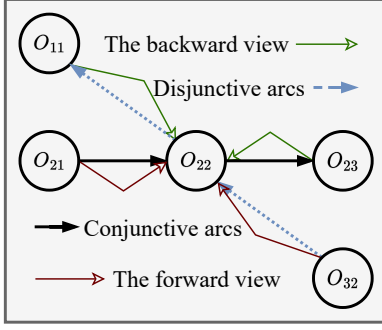 O11
The backward view
Disjunctive arcs
O21
O22
O23
Conjunctive arcs
The forward view
O32